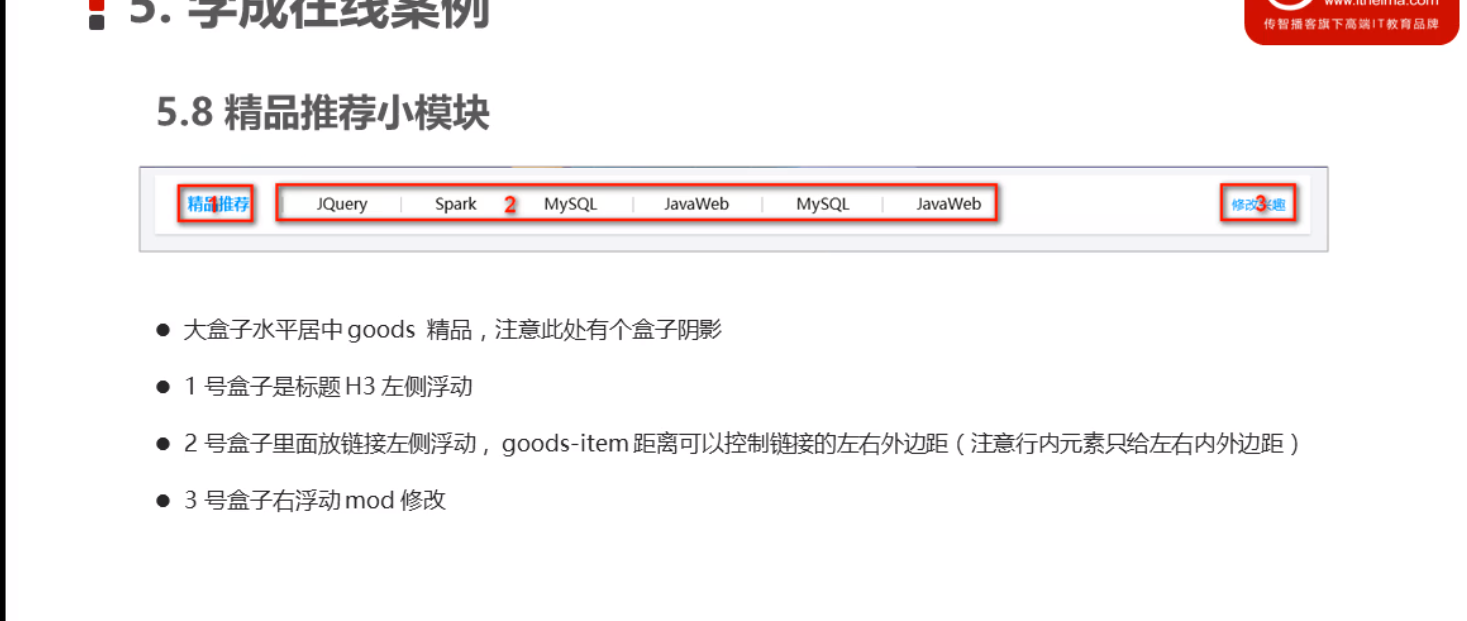 5. 学成在线案例
www.itheima.com
传智播客旗下高端IT教育品牌
5.8 精品推荐小模块
精品推荐 1 | JQuery | Spark 2 | MySQL | JavaWeb | MySQL | JavaWeb 修改兴趣 3
● 大盒子水平居中 goods 精品，注意此处有个盒子阴影
● 1 号盒子是标题 H3 左侧浮动
● 2 号盒子里面放链接左侧浮动，goods-item 距离可以控制链接的左右外边距（注意行内元素只给左右内外边距）
● 3 号盒子右浮动 mod 修改